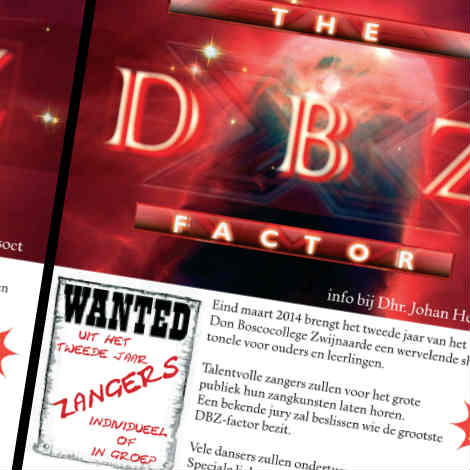 THE
DBZ
FACTOR
info bij Dhr. Johan
WANTED
UIT HET
TWEEDE JAAR
ZANGERS
INDIVIDUEEL
OF
IN GROEP
Eind maart 2014 brengt het tweede jaar van het
Don Boscocollege Zwijnaarde een wervelende
tonele voor ouders en leerlingen.
Talentvolle zangers zullen voor het grote
publiek hun zangkunsten laten horen.
Een bekende jury zal beslissen wie de grootste
DBZ-factor bezit.
Vele dansers zullen
Speciale